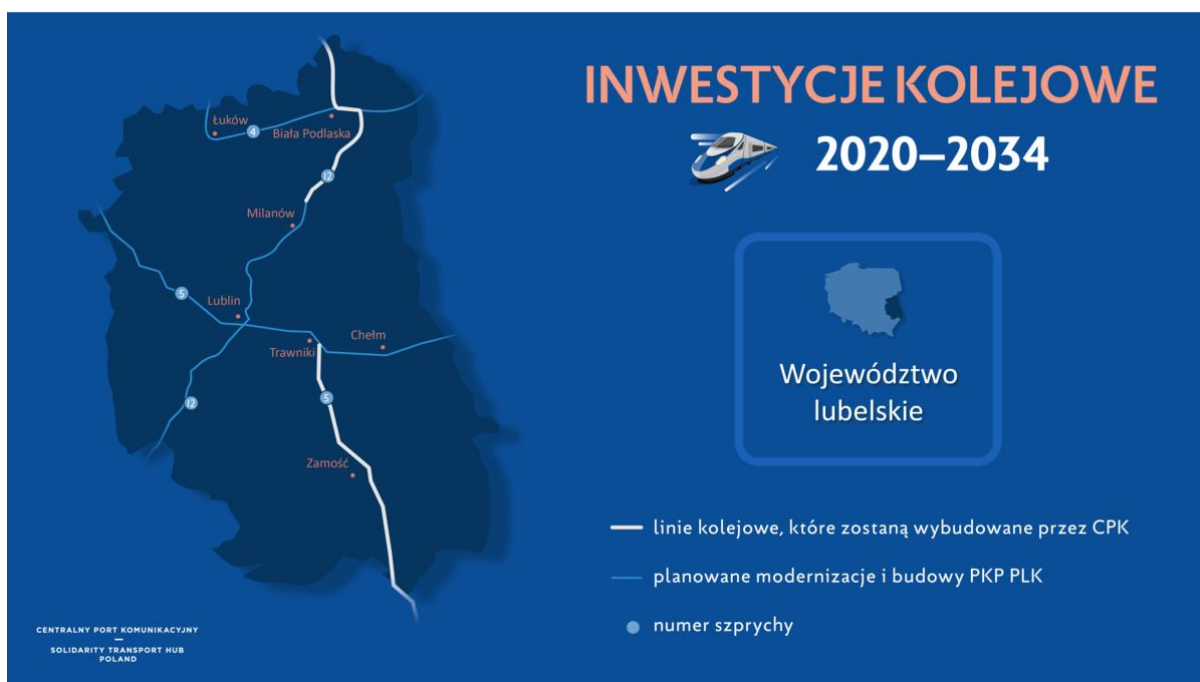 INWESTYCJE KOLEJOWE
2020–2034
Łuków
4
Biała Podlaska
12
Milanów
5
Lublin
Trawniki
Chełm
12
5
Zamość
Województwo
lubelskie
linie kolejowe, które zostaną wybudowane przez CPK
planowane modernizacje i budowy PKP PLK
numer szprychy
CENTRALNY PORT KOMUNIKACYJNY
—
SOLIDARITY TRANSPORT HUB
POLAND